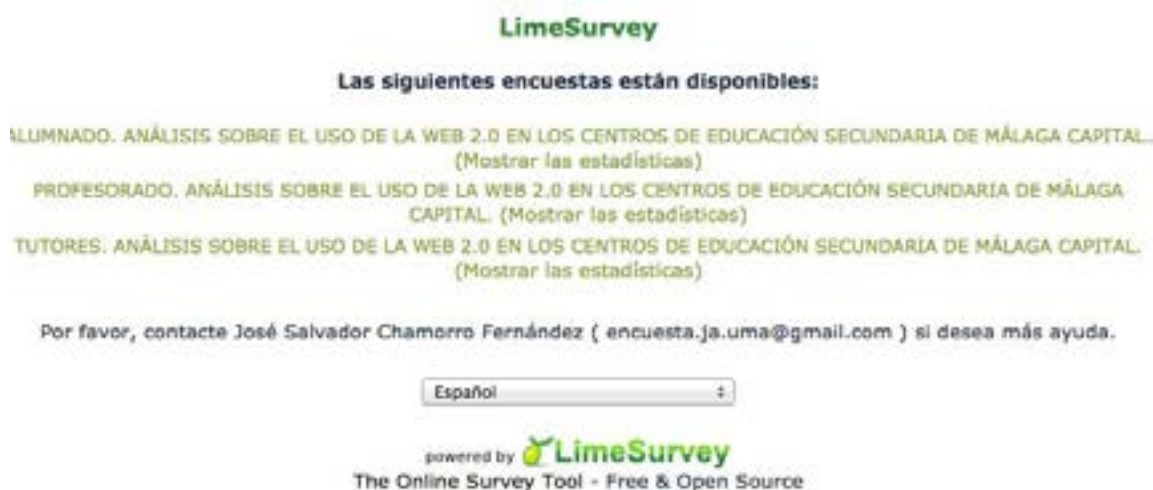 LimeSurvey
Las siguientes encuestas están disponibles:
ALUMNADO. ANÁLISIS SOBRE EL USO DE LA WEB 2.0 EN LOS CENTROS DE EDUCACIÓN SECUNDARIA DE MÁLAGA CAPITAL.
(Mostrar las estadísticas)
PROFESORADO. ANÁLISIS SOBRE EL USO DE LA WEB 2.0 EN LOS CENTROS DE EDUCACIÓN SECUNDARIA DE MÁLAGA
CAPITAL. (Mostrar las estadísticas)
TUTORES. ANÁLISIS SOBRE EL USO DE LA WEB 2.0 EN LOS CENTROS DE EDUCACIÓN SECUNDARIA DE MÁLAGA CAPITAL.
(Mostrar las estadísticas)
Por favor, contacte José Salvador Chamorro Fernández ( encuesta.ja.uma@gmail.com ) si desea más ayuda.
Español
powered by LimeSurvey
The Online Survey Tool - Free & Open Source